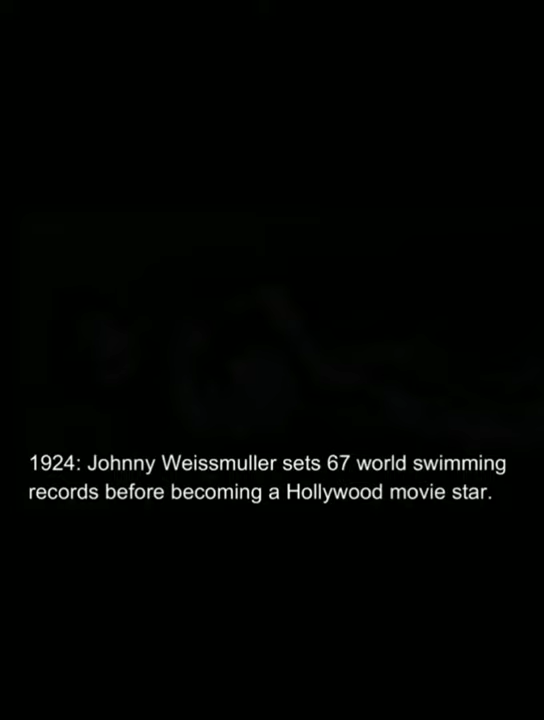 1924: Johnny Weissmuller sets 67 world swimming
records before becoming a Hollywood movie star.